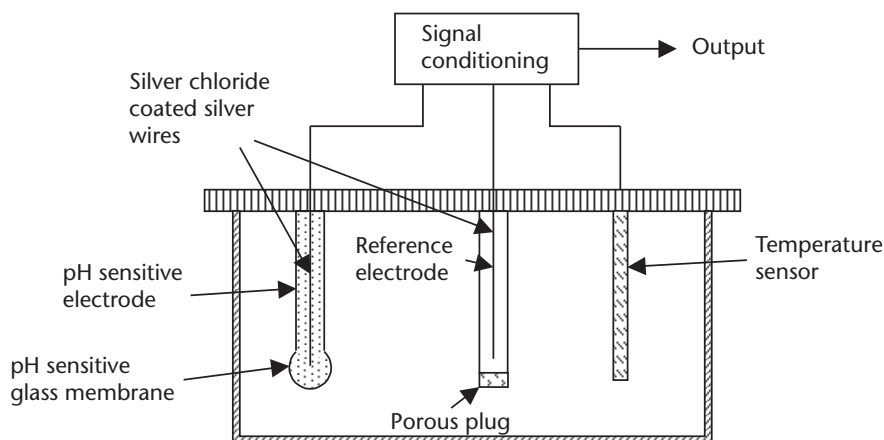 Signal
conditioning
Output
Silver chloride
coated silver
wires
Reference
electrode
Temperature
sensor
pH sensitive
electrode
pH sensitive
glass membrane
Porous plug